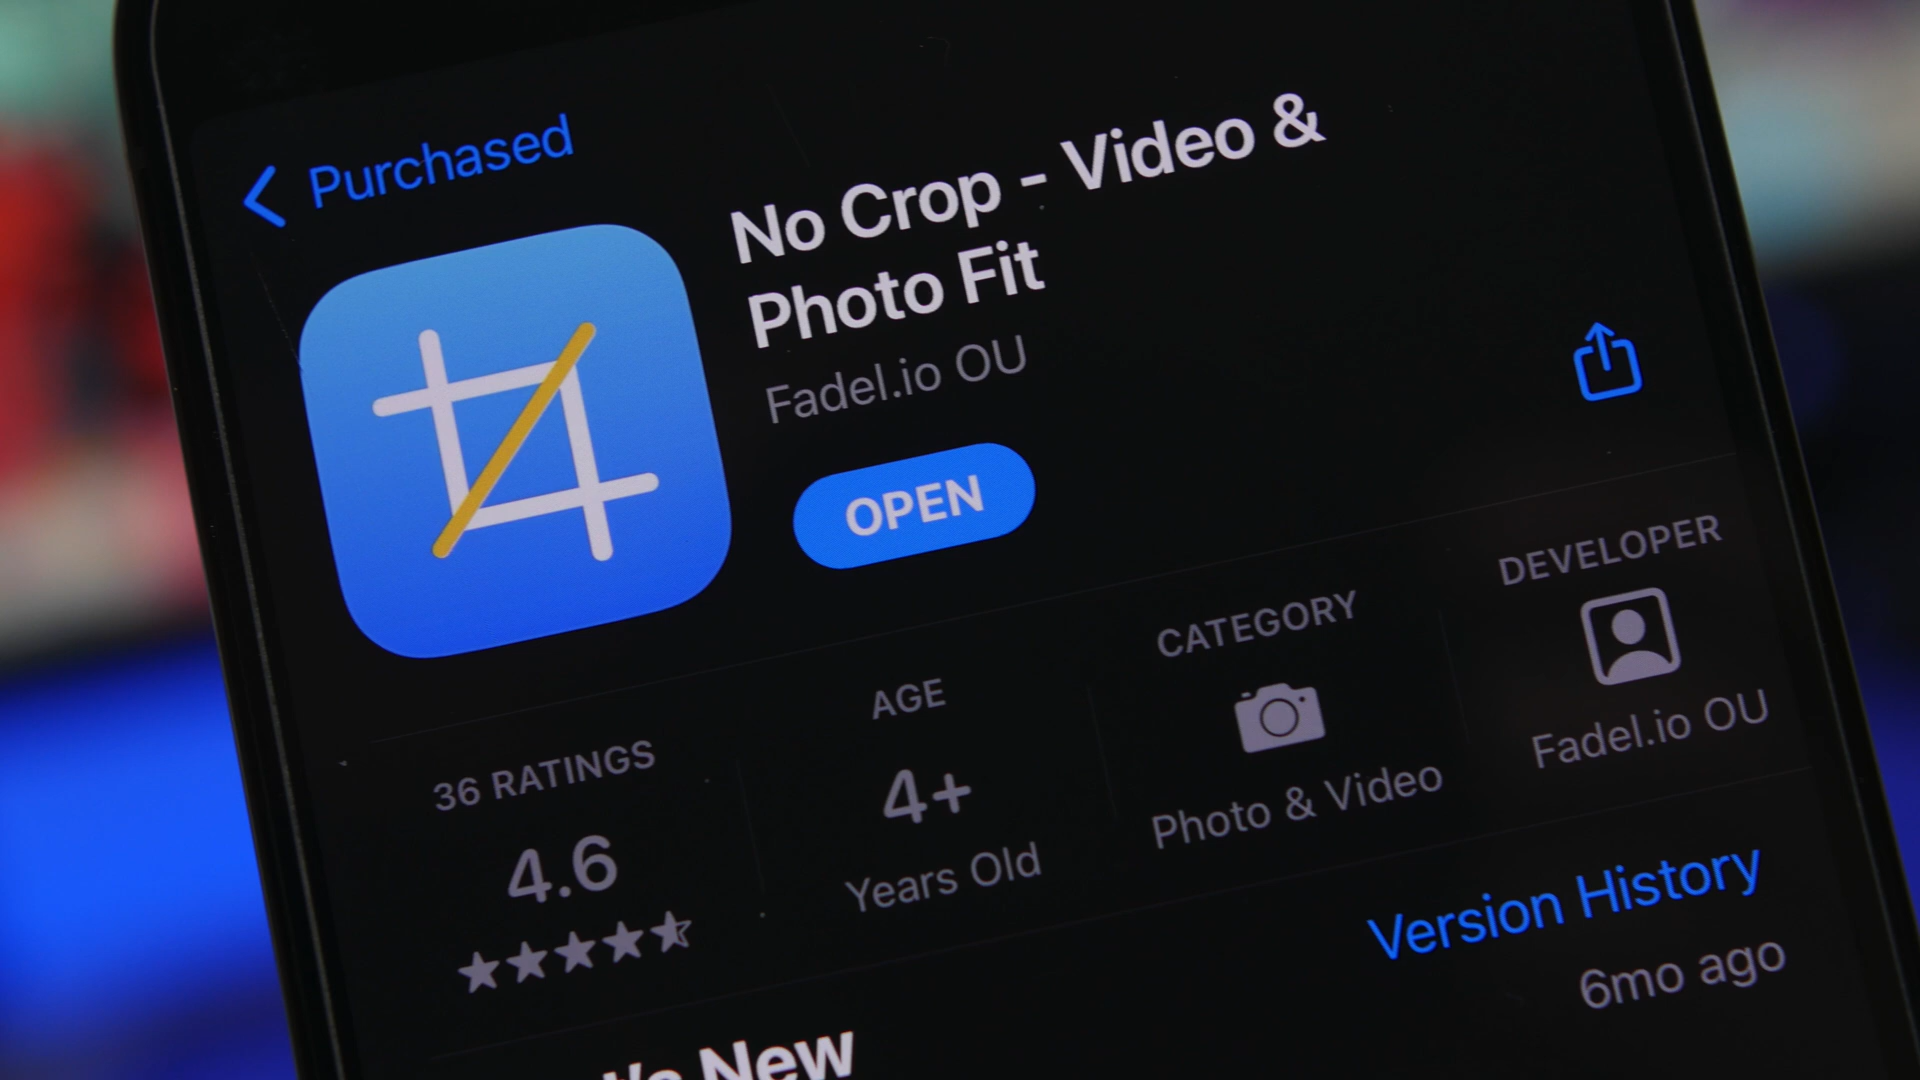 Purchased
No Crop - Video &
Photo Fit
Fadel.io OU
OPEN
36 RATINGS
4.6
AGE
4+
Years Old
CATEGORY
Photo & Video
DEVELOPER
Fadel.io OU
Version History
6mo ago
New